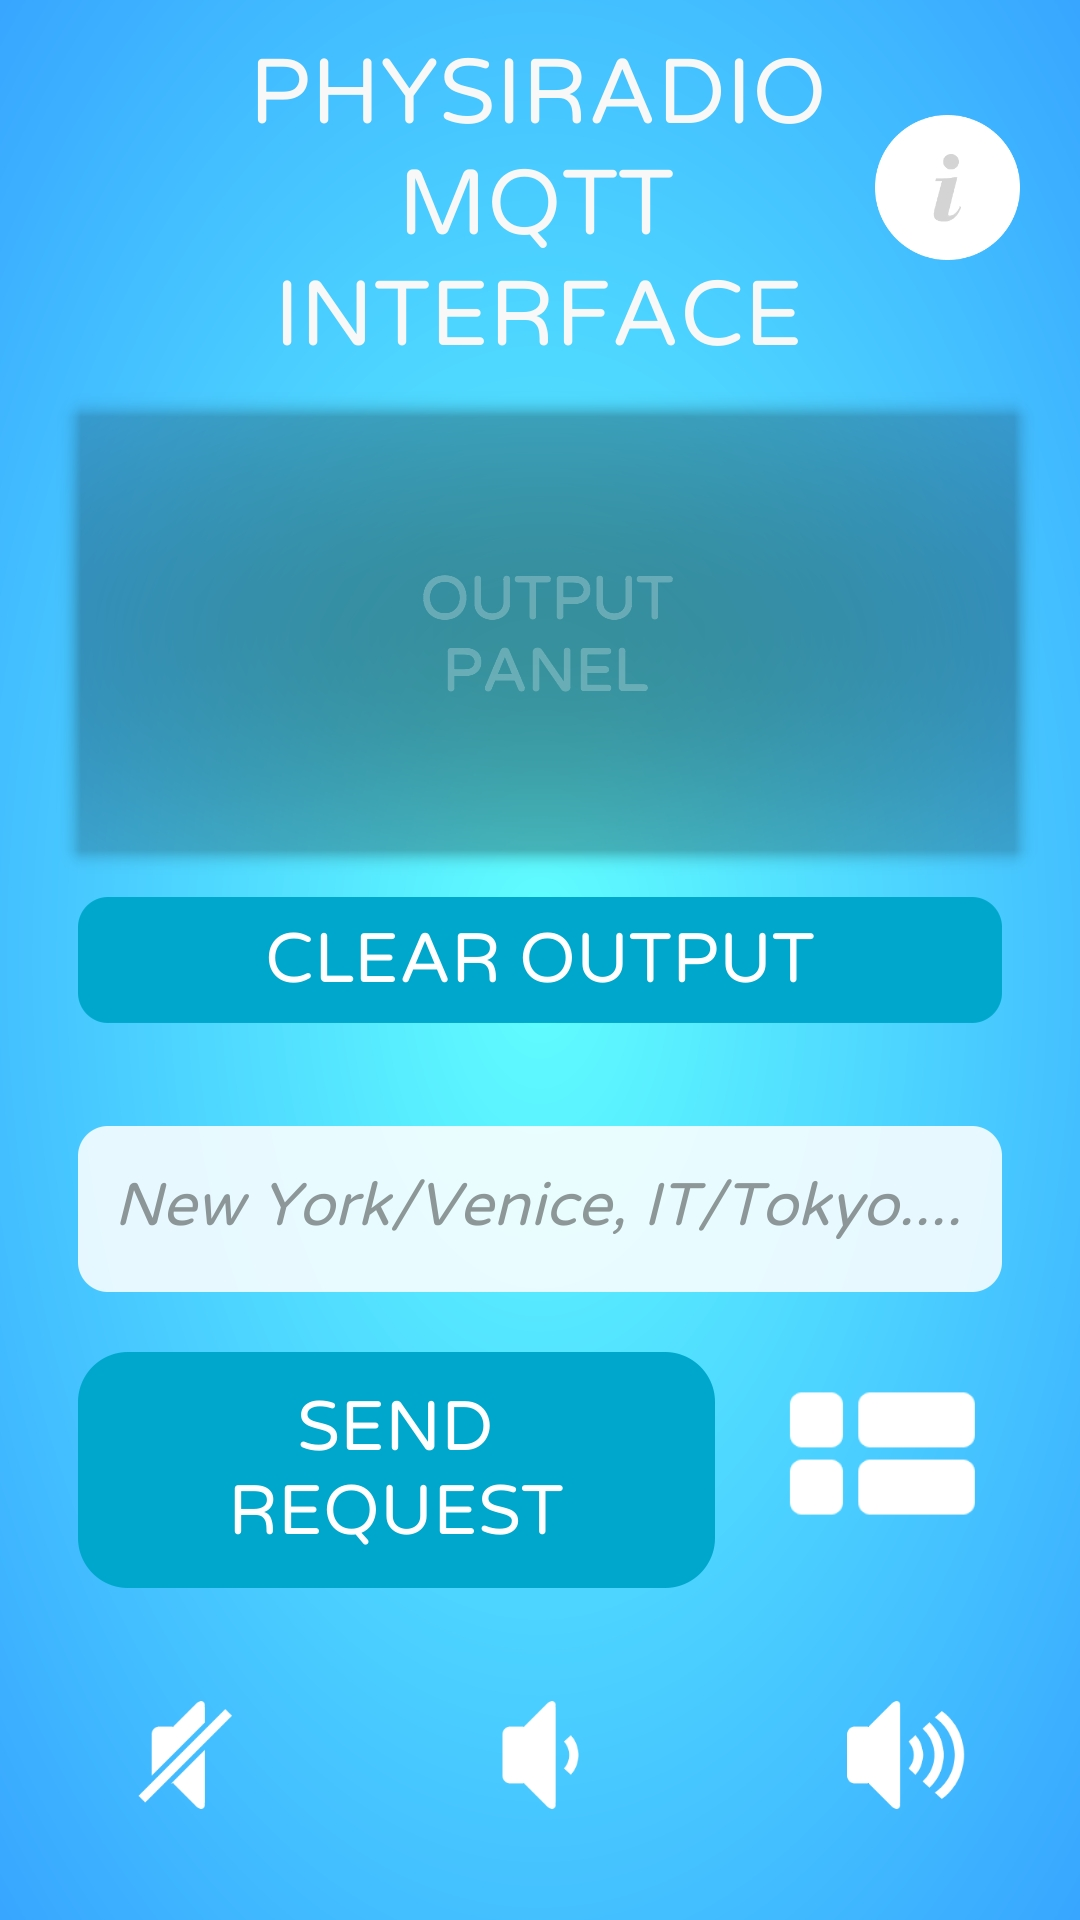 PHYSIRADIO
MQTT
INTERFACE
i
OUTPUT
PANEL
CLEAR OUTPUT
New York/Venice, IT/Tokyo....
SEND
REQUEST